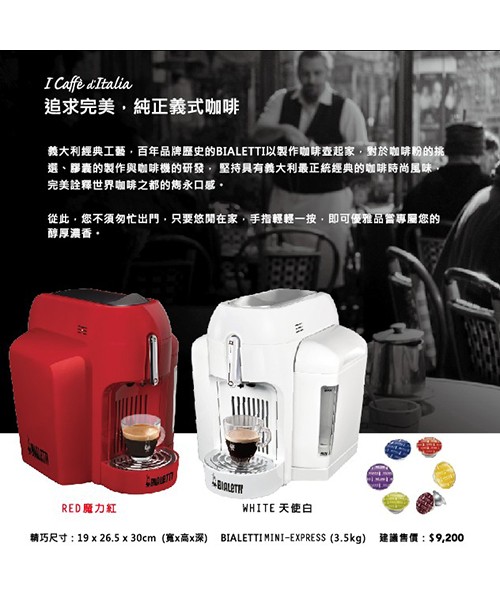 I Caffè d'Italia
追求完美，純正義式咖啡
義大利經典工藝，百年品牌歷史的BIALETTI以製作咖啡壺起家，對於咖啡粉的挑
選、膠囊的製作與咖啡機的研發， 堅持具有義大利最正統經典的咖啡時尚風味，
完美詮釋世界咖啡之都的雋永口感。
從此，您不須匆忙出門，只要悠閒在家，手指輕輕一按，即可優雅品嘗專屬您的
醇厚濃香。
BIALETTI
BIALETTI
RED魔力紅
WHITE 天使白
精巧尺寸：19 x 26.5 x 30cm (寬x高x深) BIALETTI MINI-EXPRESS (3.5kg) 建議售價：$9,200